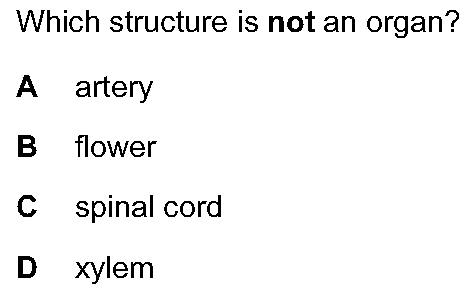 Which structure is not an organ?
A artery
B flower
C spinal cord
D xylem